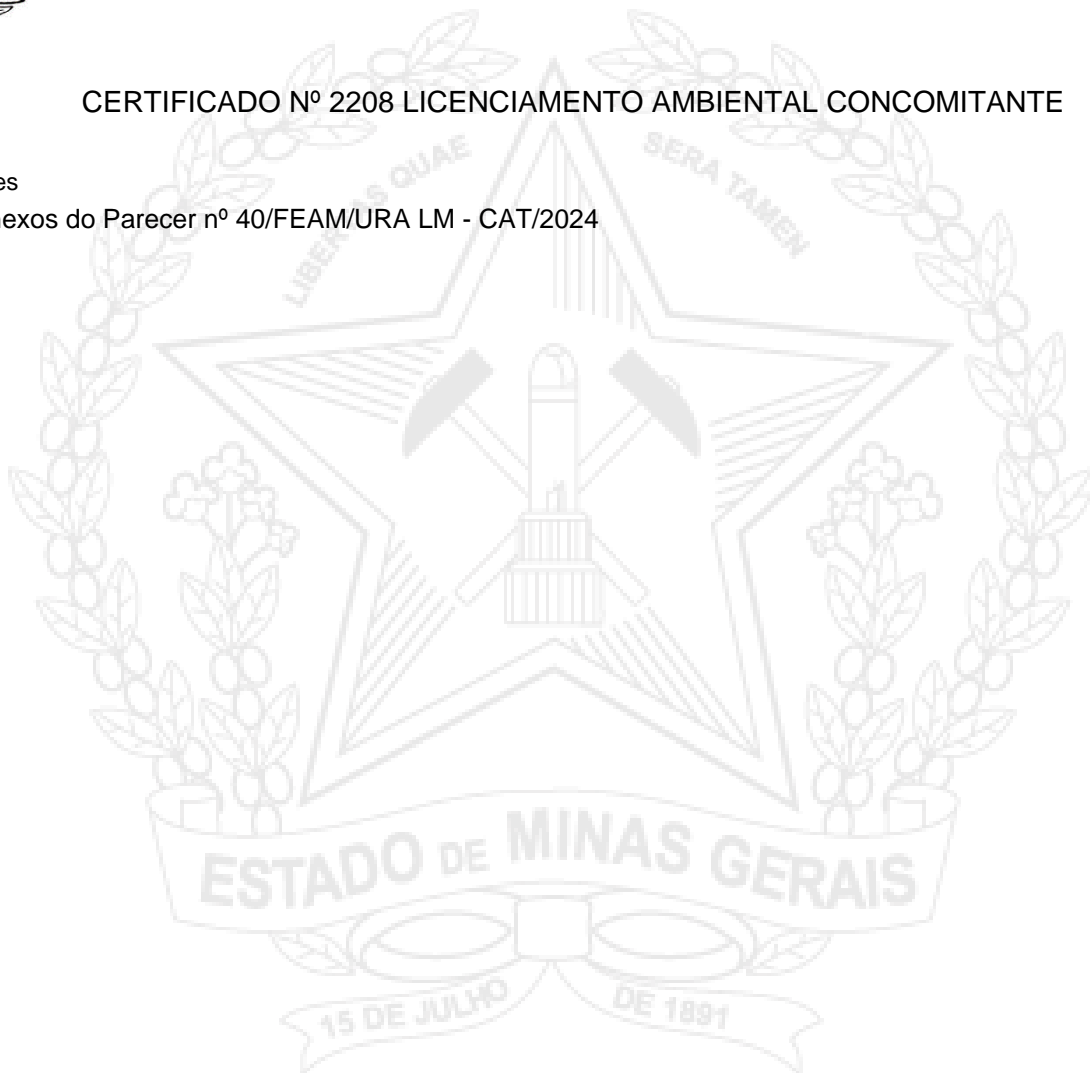 CERTIFICADO Nº 2208 LICENCIAMENTO AMBIENTAL CONCOMITANTE
es
nexos do Parecer nº 40/FEAM/URA LM - CAT/2024
LIBERTAS QUAE SERA TAMEN
ESTADO DE MINAS GERAIS
15 DE JULHO DE 1891